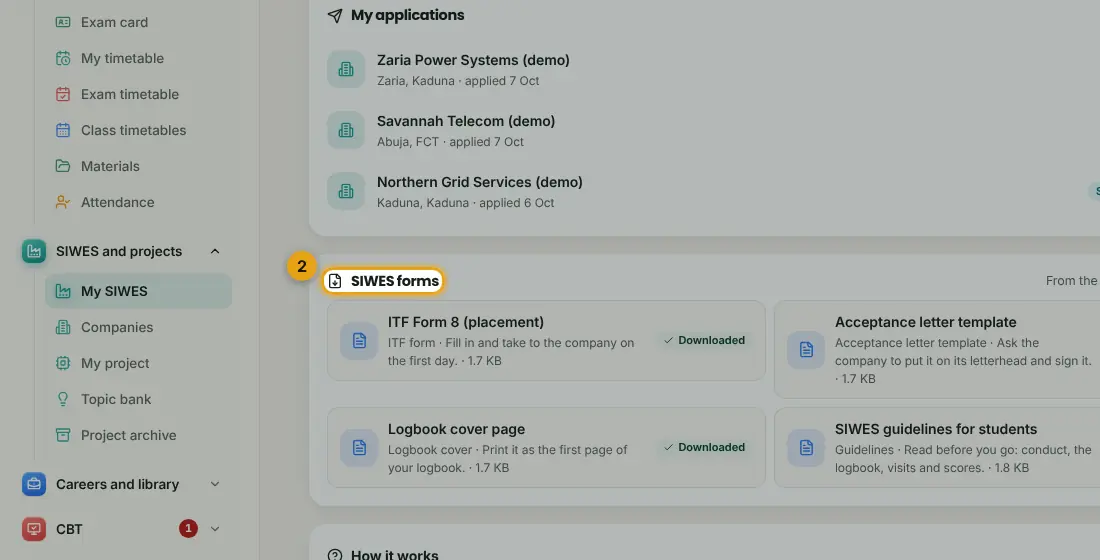 Exam card
My timetable
Exam timetable
Class timetables
Materials
Attendance
SIWES and projects
My SIWES
Companies
My project
Topic bank
Project archive
Careers and library
CBT
1
My applications
Zaria Power Systems (demo)
Zaria, Kaduna · applied 7 Oct
Savannah Telecom (demo)
Abuja, FCT · applied 7 Oct
Northern Grid Services (demo)
Kaduna, Kaduna · applied 6 Oct
2
SIWES forms
From the
ITF Form 8 (placement)
ITF form · Fill in and take to the company on
the first day. · 1.7 KB
Downloaded
Acceptance letter template
Acceptance letter template · Ask the
company to put it on its letterhead and sign it.
· 1.7 KB
Logbook cover page
Logbook cover · Print it as the first page of
your logbook. · 1.7 KB
Downloaded
SIWES guidelines for students
Guidelines · Read before you go: conduct, the
logbook, visits and scores. · 1.8 KB
How it works